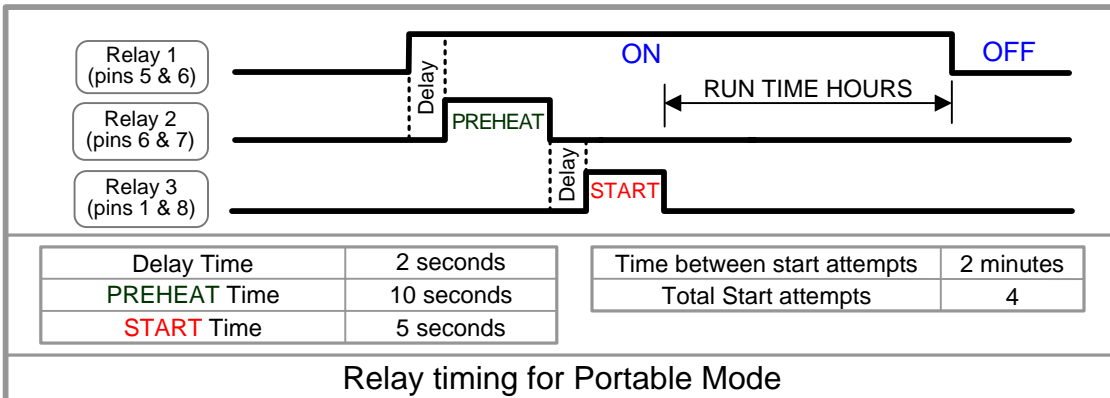 Relay 1
(pins 5 & 6)
ON
OFF
Delay
RUN TIME HOURS
Relay 2
(pins 6 & 7)
PREHEAT
Delay
Relay 3
(pins 1 & 8)
START
Delay Time 2 seconds
PREHEAT Time 10 seconds
START Time 5 seconds
Time between start attempts 2 minutes
Total Start attempts 4
Relay timing for Portable Mode